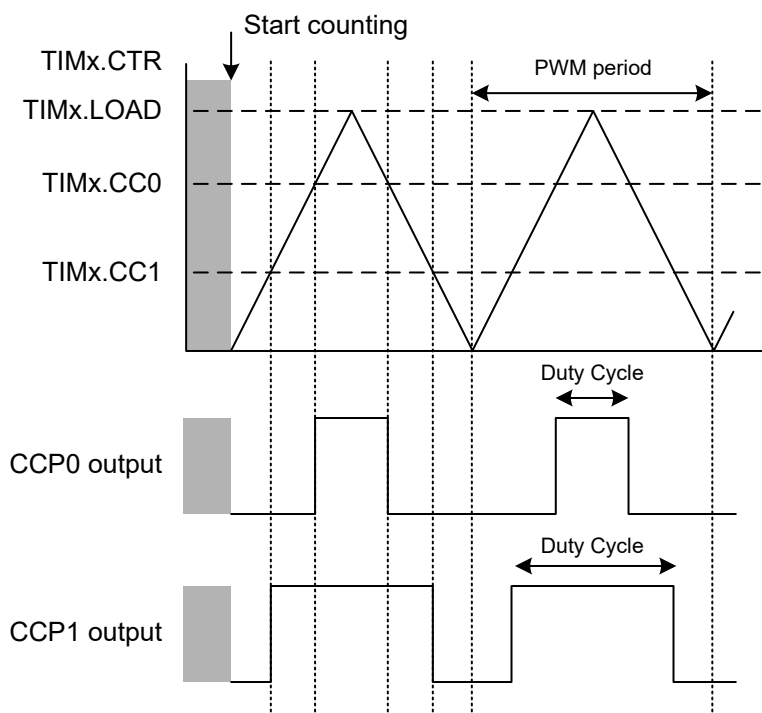 Start counting
TIMx.CTR
PWM period
TIMx.LOAD
TIMx.CC0
TIMx.CC1
Duty Cycle
CCP0 output
Duty Cycle
CCP1 output